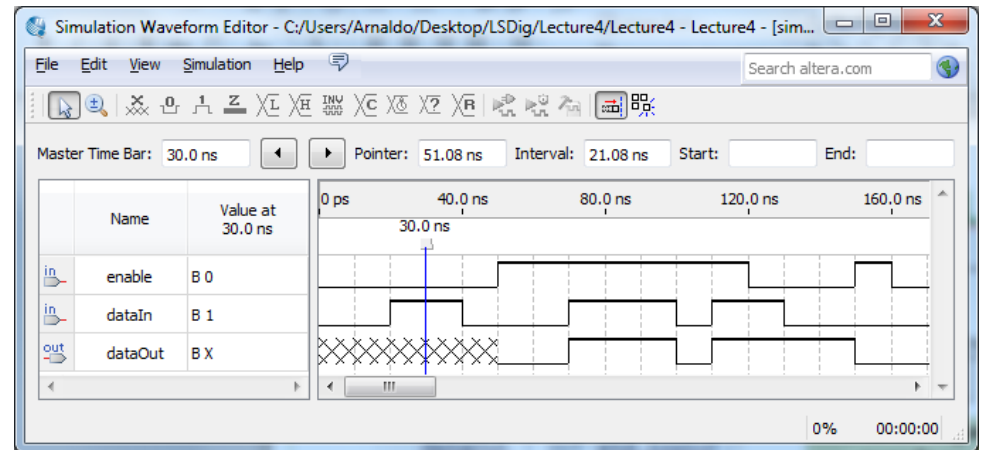 Simulation Waveform Editor - C:/Users/Arnaldo/Desktop/LSDig/Lecture4/Lecture4 - Lecture4 - [sim...
File Edit View Simulation Help Search altera.com
Master Time Bar: 30.0 ns Pointer: 51.08 ns Interval: 21.08 ns Start: End:
Name Value at 30.0 ns 0 ps 40.0 ns 80.0 ns 120.0 ns 160.0 ns
30.0 ns
in enable B 0
in dataIn B 1
out dataOut B X
0% 00:00:00